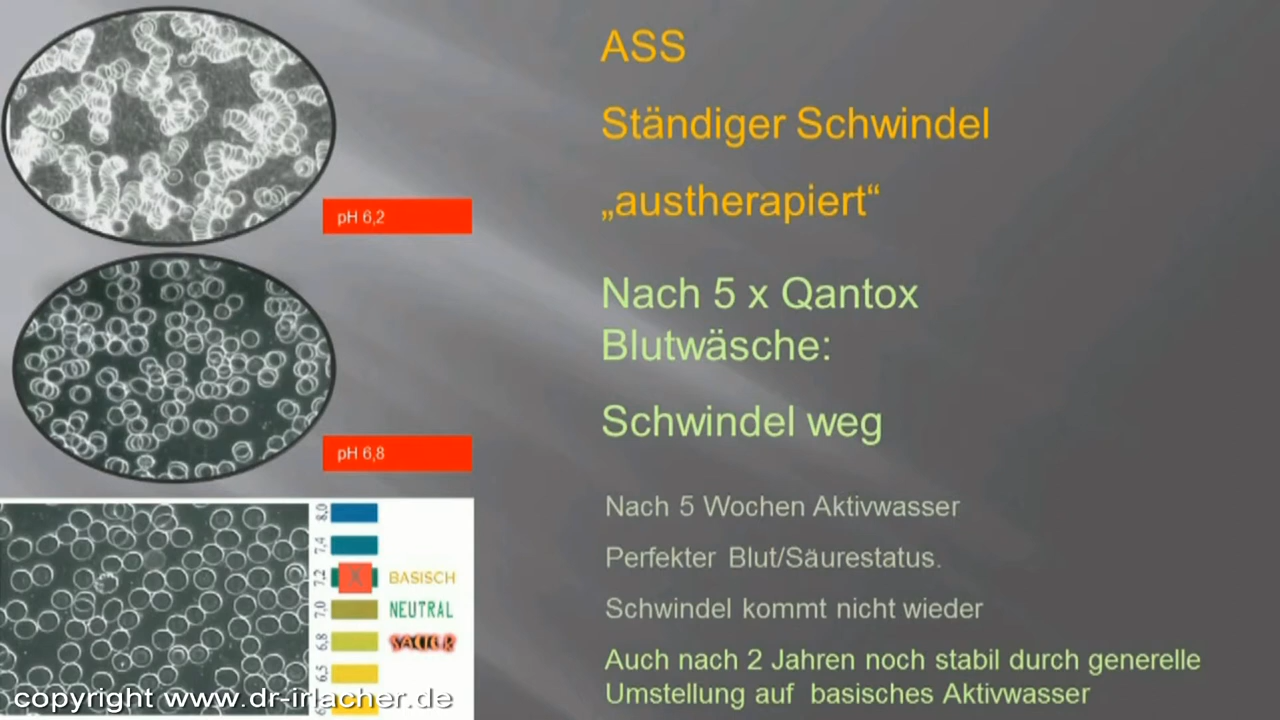 ASS
Ständiger Schwindel
„austherapiert“
pH 6,2
Nach 5 x Qantox
Blutwäsche:
Schwindel weg
pH 6,8
Nach 5 Wochen Aktivwasser
Perfekter Blut/Säurestatus.
Schwindel kommt nicht wieder
Auch nach 2 Jahren noch stabil durch generelle
Umstellung auf basisches Aktivwasser
8,0
7,4
7,2 X BASISCH
7,0 NEUTRAL
6,8 SAUER
6,5
copyright www.dr-irlacher.de